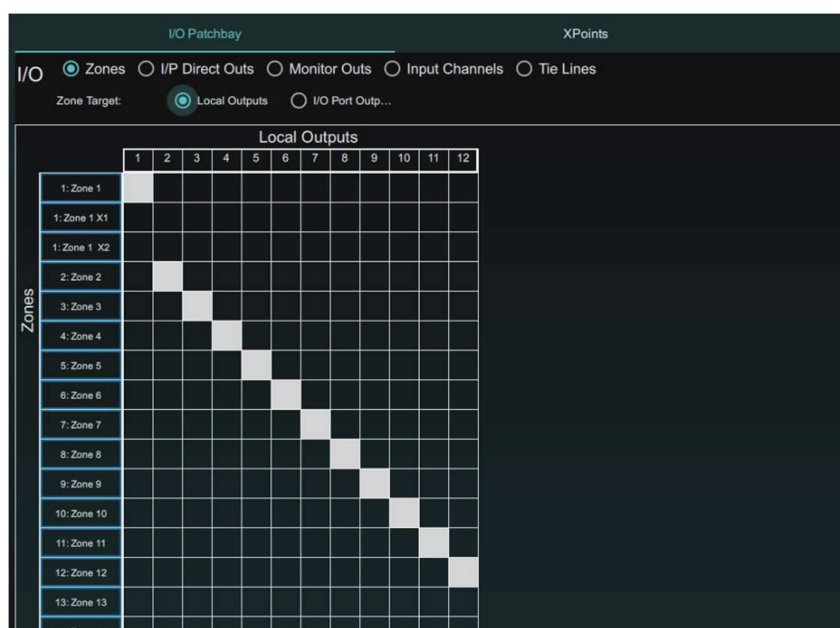 I/O Patchbay
XPoints
I/O
Zones
I/P Direct Outs
Monitor Outs
Input Channels
Tie Lines
Zone Target:
Local Outputs
I/O Port Outp...
Local Outputs
1 2 3 4 5 6 7 8 9 10 11 12
Zones
1: Zone 1
1: Zone 1 X1
1: Zone 1 X2
2: Zone 2
3: Zone 3
4: Zone 4
5: Zone 5
6: Zone 6
7: Zone 7
8: Zone 8
9: Zone 9
10: Zone 10
11: Zone 11
12: Zone 12
13: Zone 13